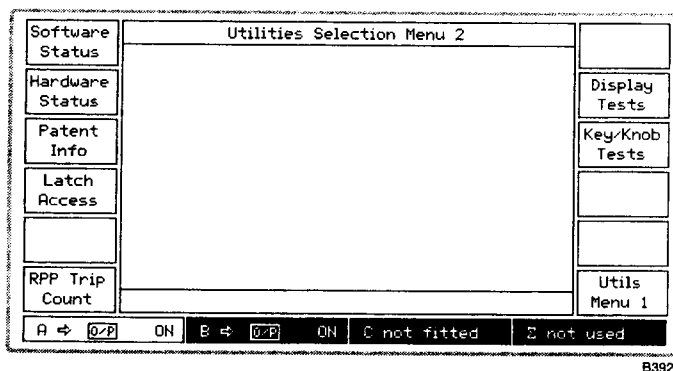 Utilities Selection Menu 2
Software
Status
Hardware
Status
Patent
Info
Latch
Access
RPP Trip
Count
Display
Tests
Key/Knob
Tests
Utils
Menu 1
A ⇨ O/P ON B ⇨ O/P ON C not fitted Σ not used
B392